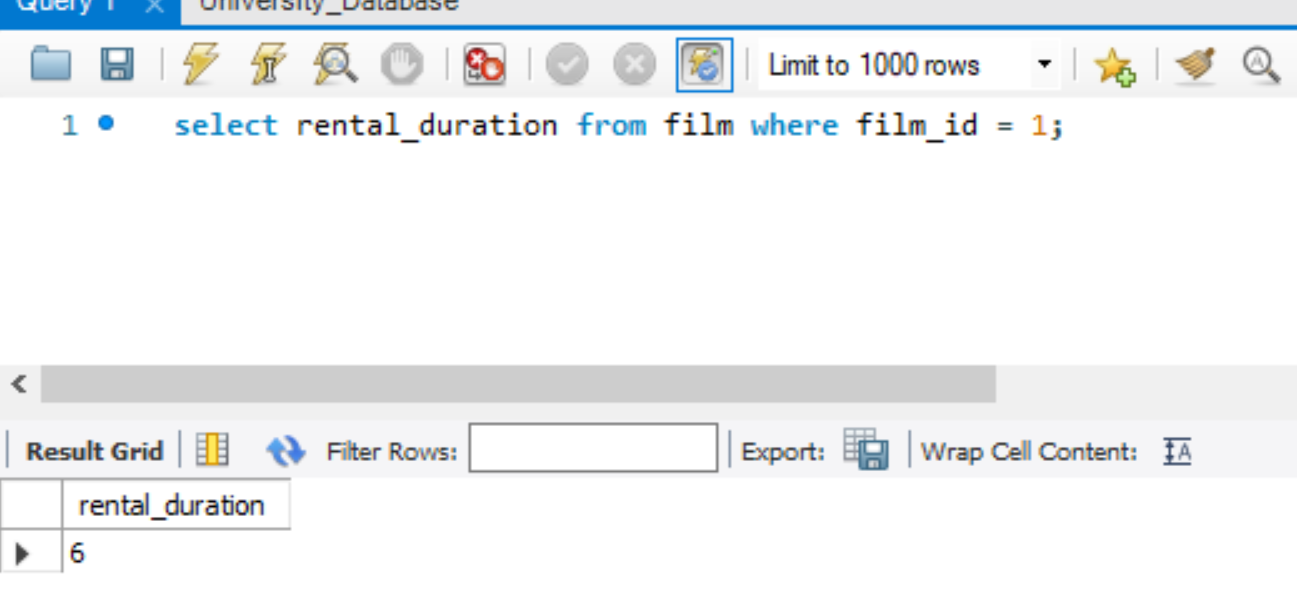 Query 1 University_Database
Limit to 1000 rows
1 select rental_duration from film where film_id = 1;
Result Grid Filter Rows: Export: Wrap Cell Content: IA
rental_duration
6